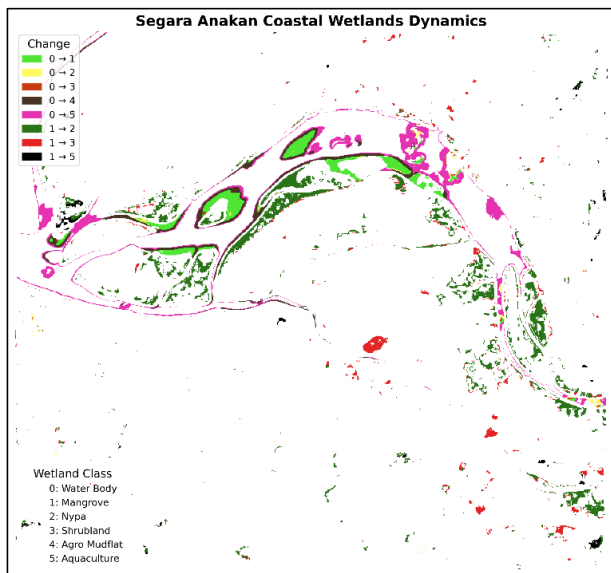 Segara Anakan Coastal Wetlands Dynamics
Change
0 → 1
0 → 2
0 → 3
0 → 4
0 → 5
1 → 2
1 → 3
1 → 5
Wetland Class
0: Water Body
1: Mangrove
2: Nypa
3: Shrubland
4: Agro Mudflat
5: Aquaculture